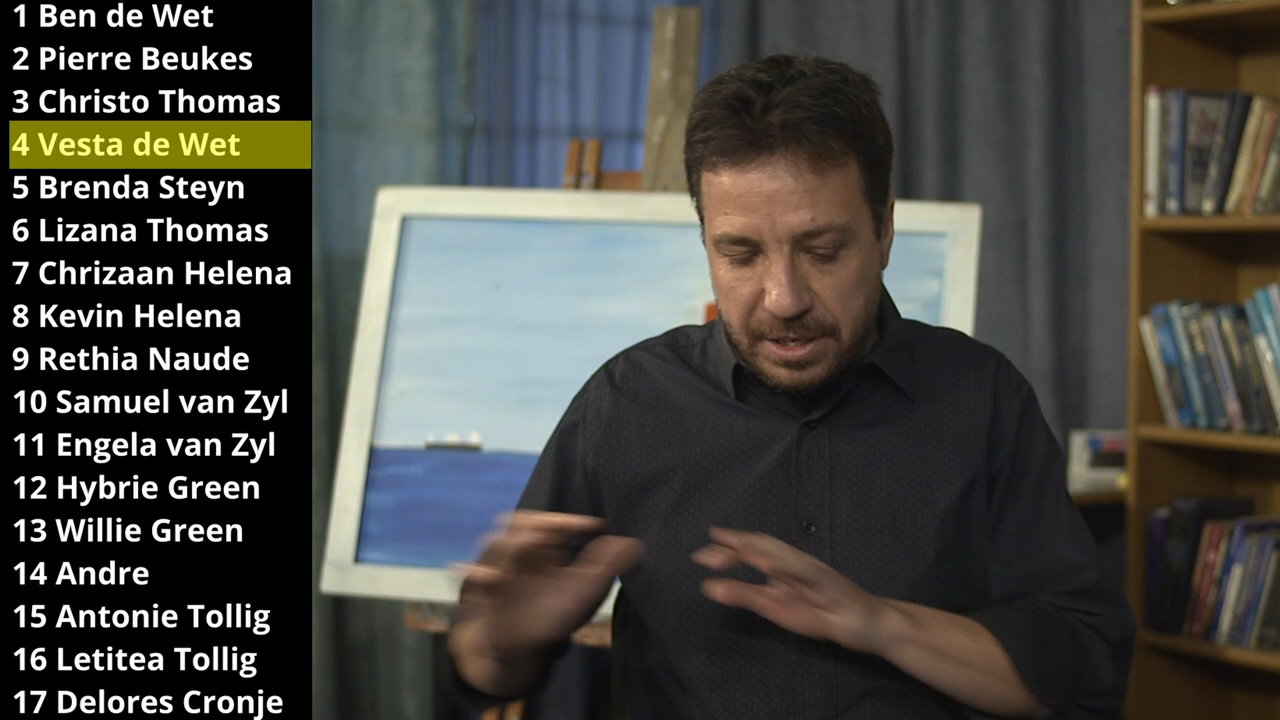 1 Ben de Wet
2 Pierre Beukes
3 Christo Thomas
4 Vesta de Wet
5 Brenda Steyn
6 Lizana Thomas
7 Chrizaan Helena
8 Kevin Helena
9 Rethia Naude
10 Samuel van Zyl
11 Engela van Zyl
12 Hybrie Green
13 Willie Green
14 Andre
15 Antonie Tollig
16 Letitea Tollig
17 Delores Cronje